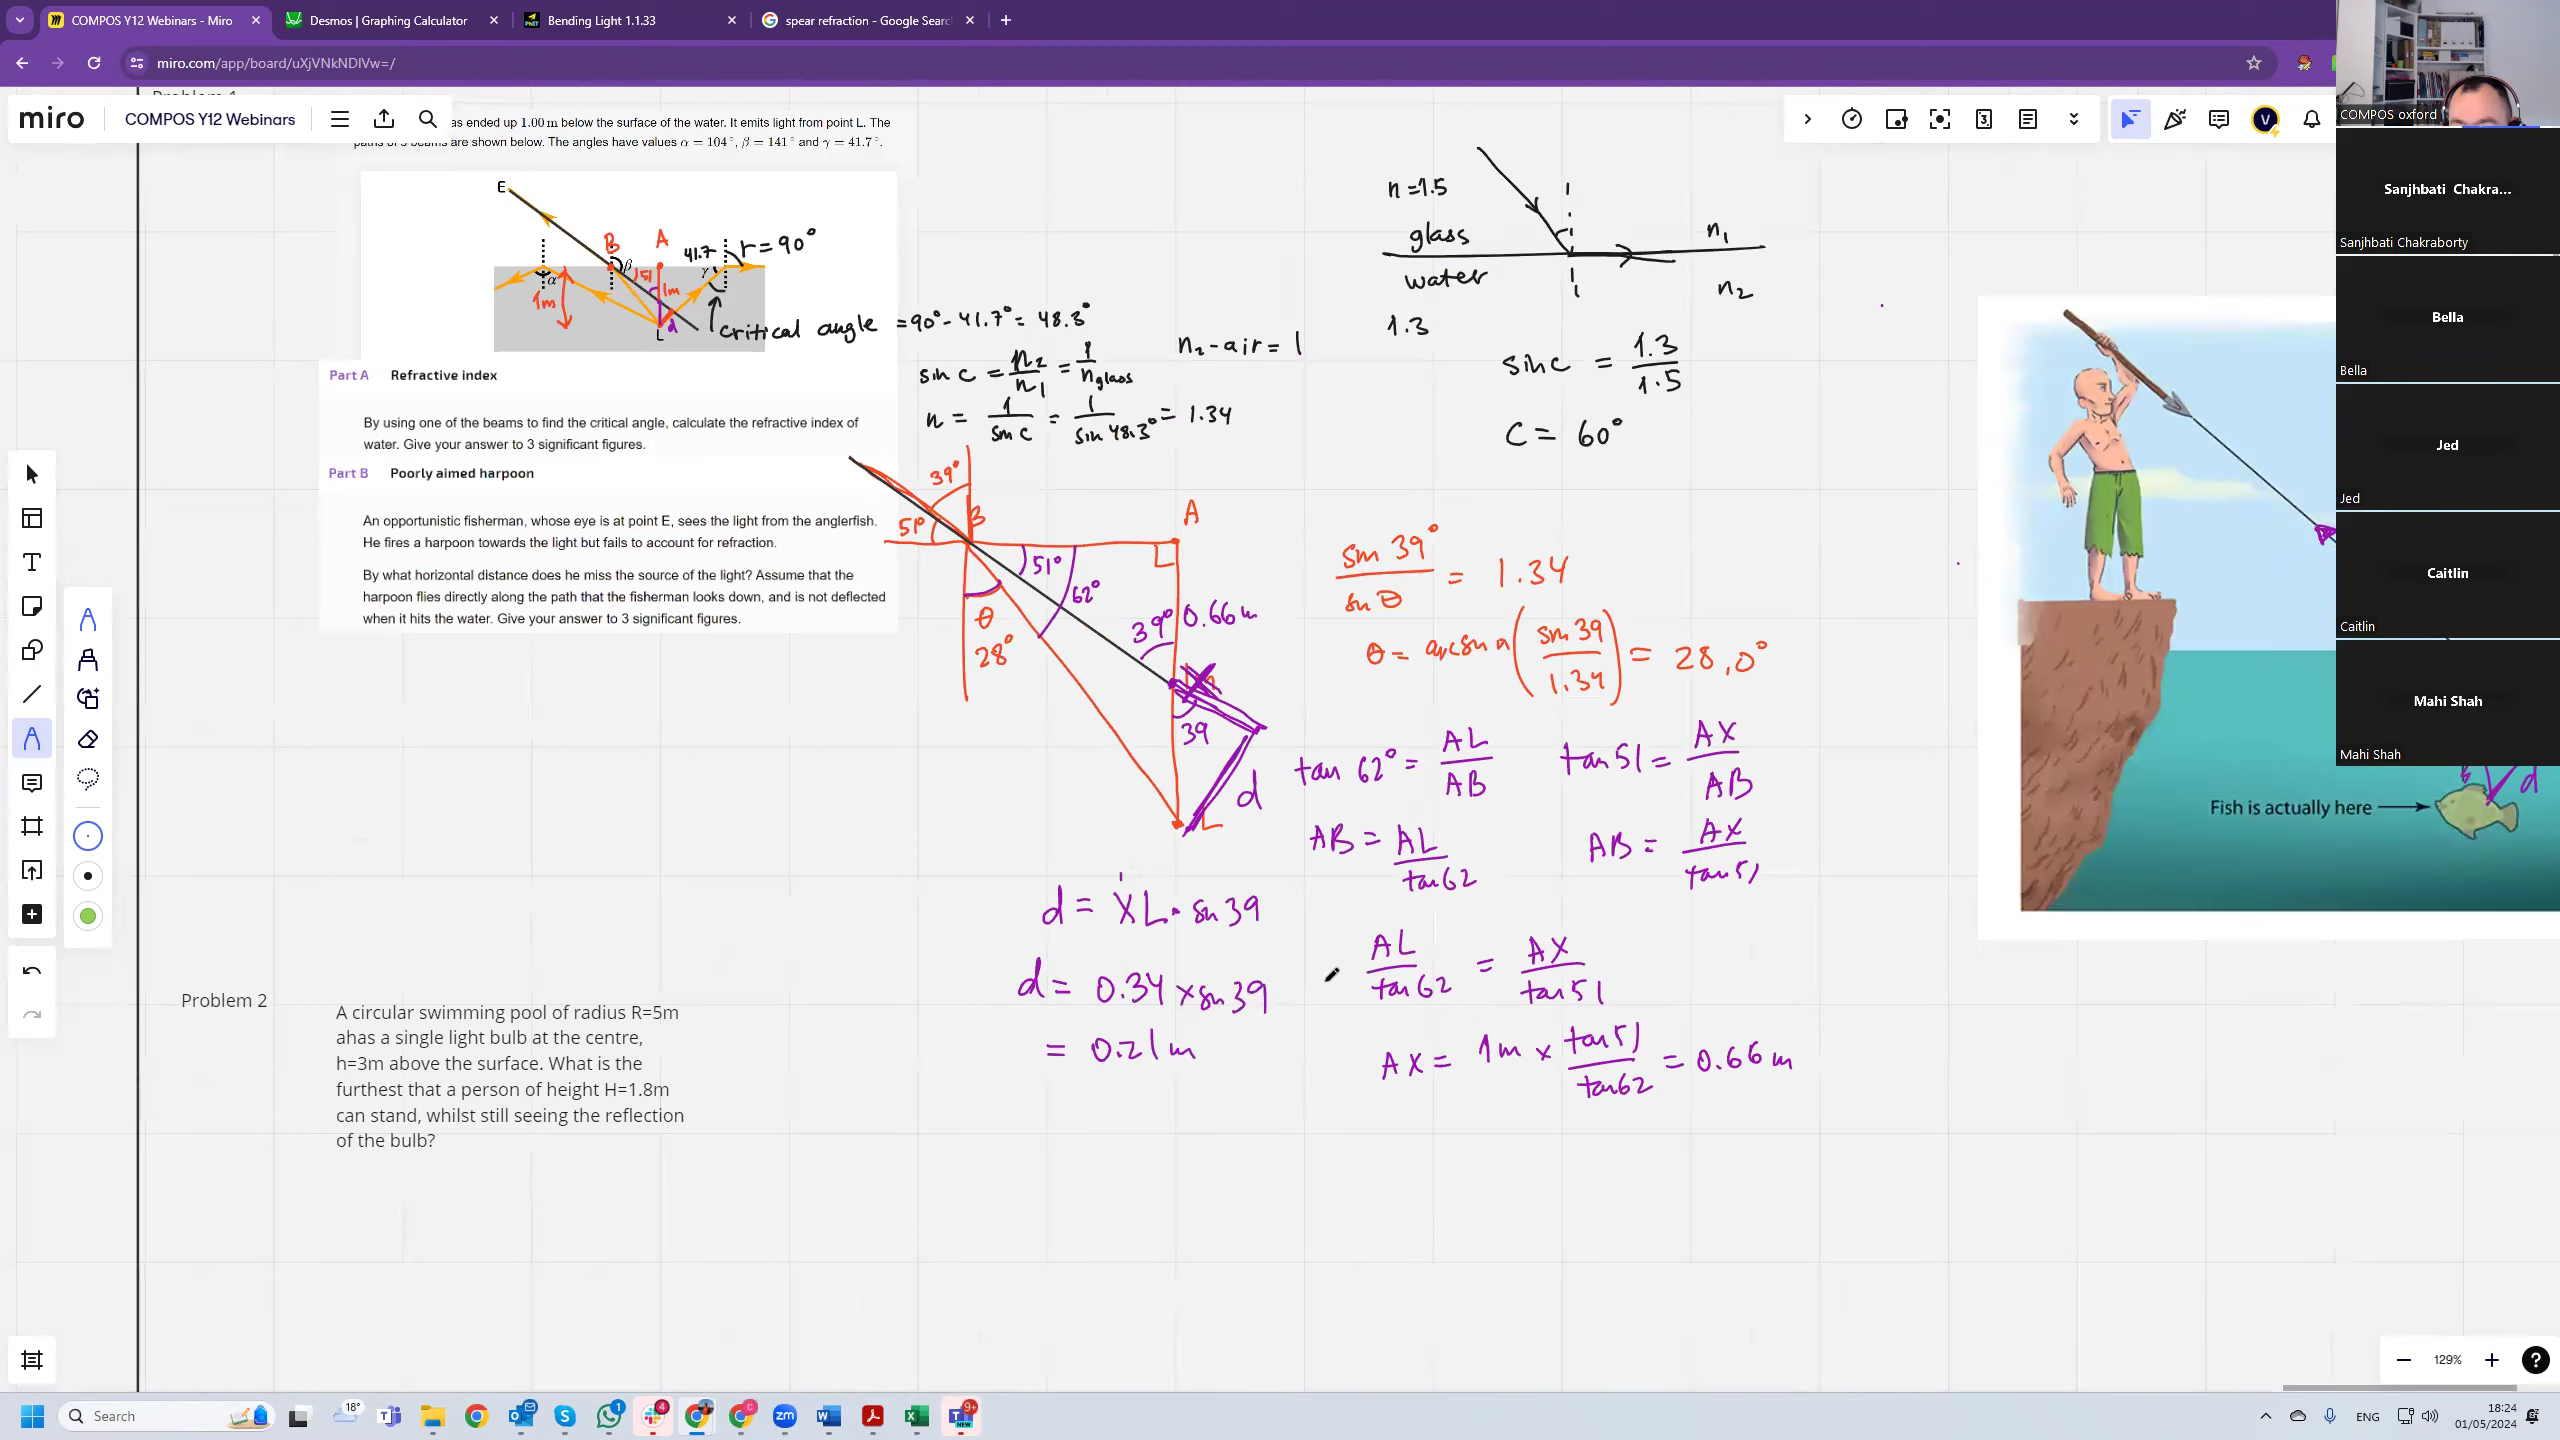 COMPOS Y12 Webinars - Miro
Desmos | Graphing Calculator
Bending Light 1.1.33
spear refraction - Google Searc
miro.com/app/board/uXjVNkNDIVw=/
miro
COMPOS Y12 Webinars
as ended up 1.00 m below the surface of the water. It emits light from point L. The
paths of 3 beams are shown below. The angles have values α = 104°, β = 141° and γ = 41.7°.
E
B
A
41.7
r = 90°
β
α
γ
51
1m
1m
L
d
critical angle = 90° - 41.7° = 48.3°
sin c = n2/n1 = 1/nglass
n2 - air = 1
n = 1/sin c = 1/sin 48.3° = 1.34
n = 1.5
glass
water
1.3
n1
n2
sin c = 1.3/1.5
C = 60°
Part A Refractive index
By using one of the beams to find the critical angle, calculate the refractive index of
water. Give your answer to 3 significant figures.
Part B Poorly aimed harpoon
An opportunistic fisherman, whose eye is at point E, sees the light from the anglerfish.
He fires a harpoon towards the light but fails to account for refraction.
By what horizontal distance does he miss the source of the light? Assume that the
harpoon flies directly along the path that the fisherman looks down, and is not deflected
when it hits the water. Give your answer to 3 significant figures.
39°
51°
B
A
51°
62°
θ
28°
39°
0.66 m
39
d
L
sin 39°/sin θ = 1.34
θ = arcsin (sin 39/1.34) = 28,0°
tan 62° = AL/AB
tan 51 = AX/AB
AB = AL/tan 62
AB = AX/tan 51
AL/tan 62 = AX/tan 51
AX = 1m × tan 51/tan 62 = 0.66 m
d = XL · sin 39
d = 0.34 × sin 39
= 0.21 m
Fish is actually here
d
Problem 2
A circular swimming pool of radius R=5m
ahas a single light bulb at the centre,
h=3m above the surface. What is the
furthest that a person of height H=1.8m
can stand, whilst still seeing the reflection
of the bulb?
COMPOS oxford
Sanjhbati Chakra...
Sanjhbati Chakraborty
Bella
Bella
Jed
Jed
Caitlin
Caitlin
Mahi Shah
Mahi Shah
129%
Search
18°
ENG
18:24
01/05/2024